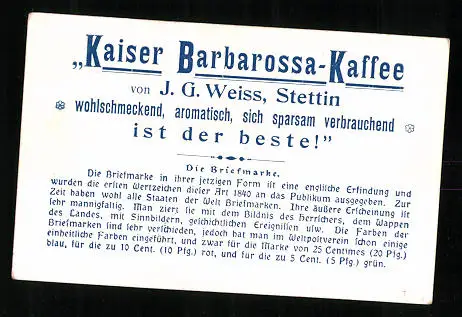 „Kaiser Barbarossa-Kaffee
von J. G. Weiss, Stettin
wohlschmeckend, aromatisch, sich sparsam verbrauchend
ist der beste!”
Die Briefmarke.
Die Briefmarke in ihrer jetzigen Form ist eine englische Erfindung und
wurden die ersten Wertzeichen dieser Art 1840 an das Publikum ausgegeben. Zur
Zeit haben wohl alle Staaten der Welt Briefmarken. Ihre äußere Erscheinung ist
sehr mannigfaltig. Man ziert sie mit dem Bildnis des Herrschers, dem Wappen
des Landes, mit Sinnbildern, geschichtlichen Ereignissen usw. Die Farben der
Briefmarken sind sehr verschieden, jedoch hat man im Weltpostverein schon einige
einheitliche Farben eingeführt, und zwar für die Marke von 25 Centimes (20 Pfg.)
blau, für die zu 10 Cent. (10 Pfg.) rot, und für die zu 5 Cent. (5 Pfg.) grün.